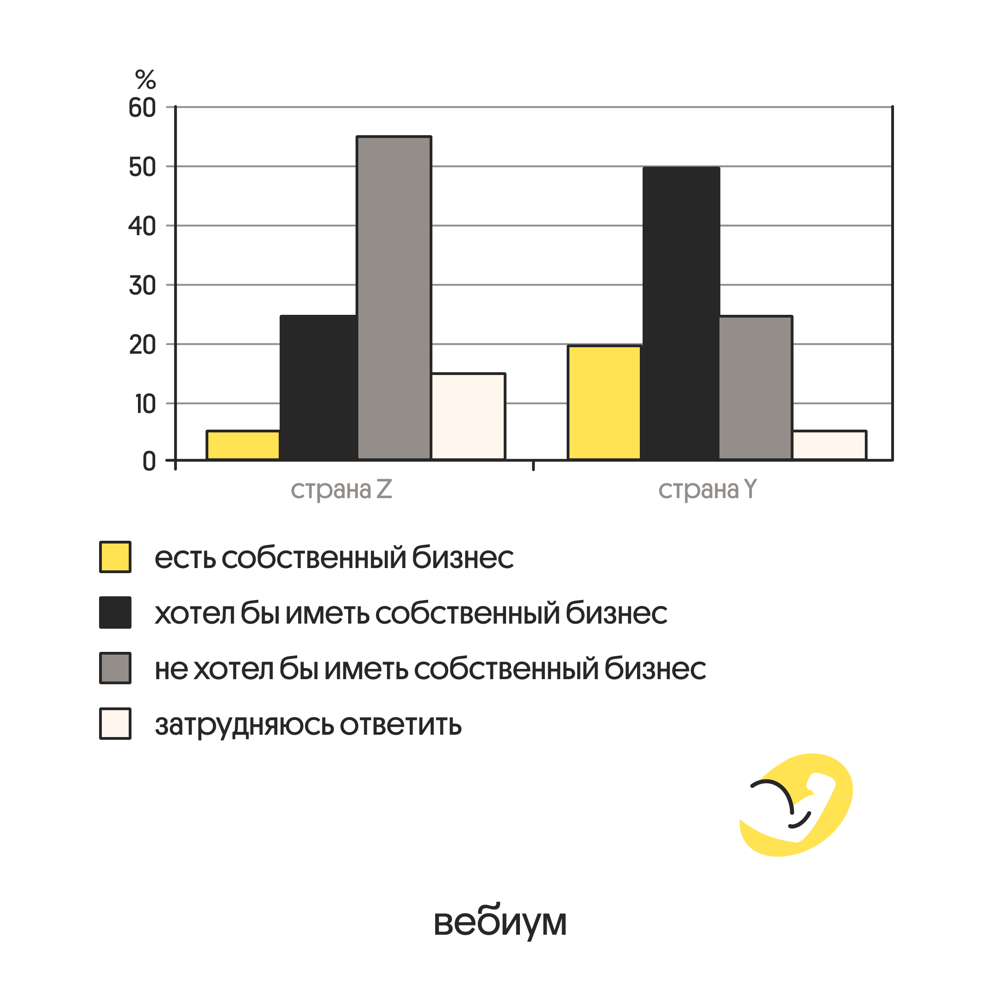 %
60
50
40
30
20
10
0
страна Z страна Y
есть собственный бизнес
хотел бы иметь собственный бизнес
не хотел бы иметь собственный бизнес
затрудняюсь ответить
вебиум